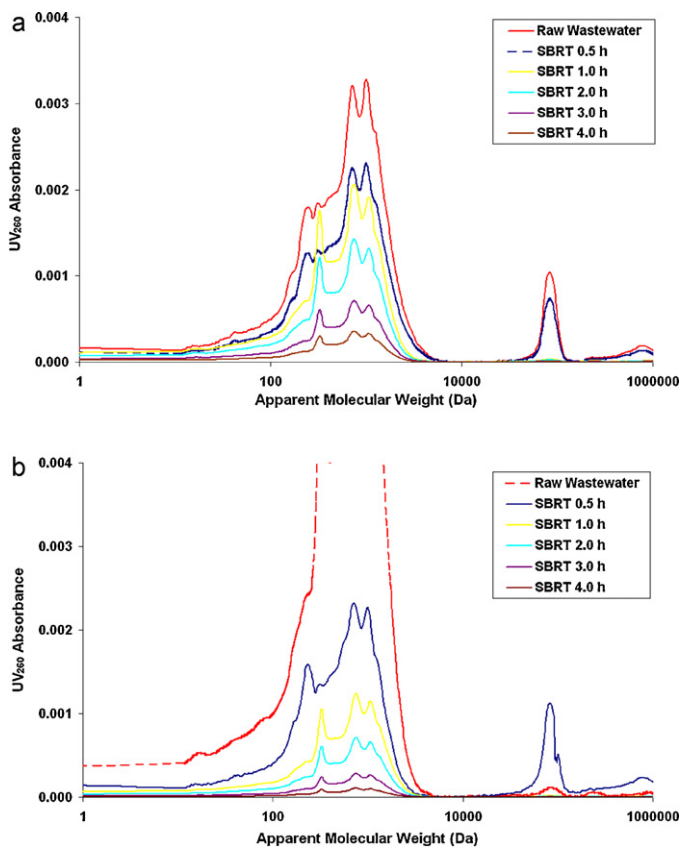 a
0.004
0.003
0.002
0.001
0.000
UV260 Absorbance
Raw Wastewater
SBRT 0.5 h
SBRT 1.0 h
SBRT 2.0 h
SBRT 3.0 h
SBRT 4.0 h
1
100
10000
1000000
Apparent Molecular Weight (Da)
b
0.004
0.003
0.002
0.001
0.000
UV260 Absorbance
Raw Wastewater
SBRT 0.5 h
SBRT 1.0 h
SBRT 2.0 h
SBRT 3.0 h
SBRT 4.0 h
1
100
10000
1000000
Apparent Molecular Weight (Da)